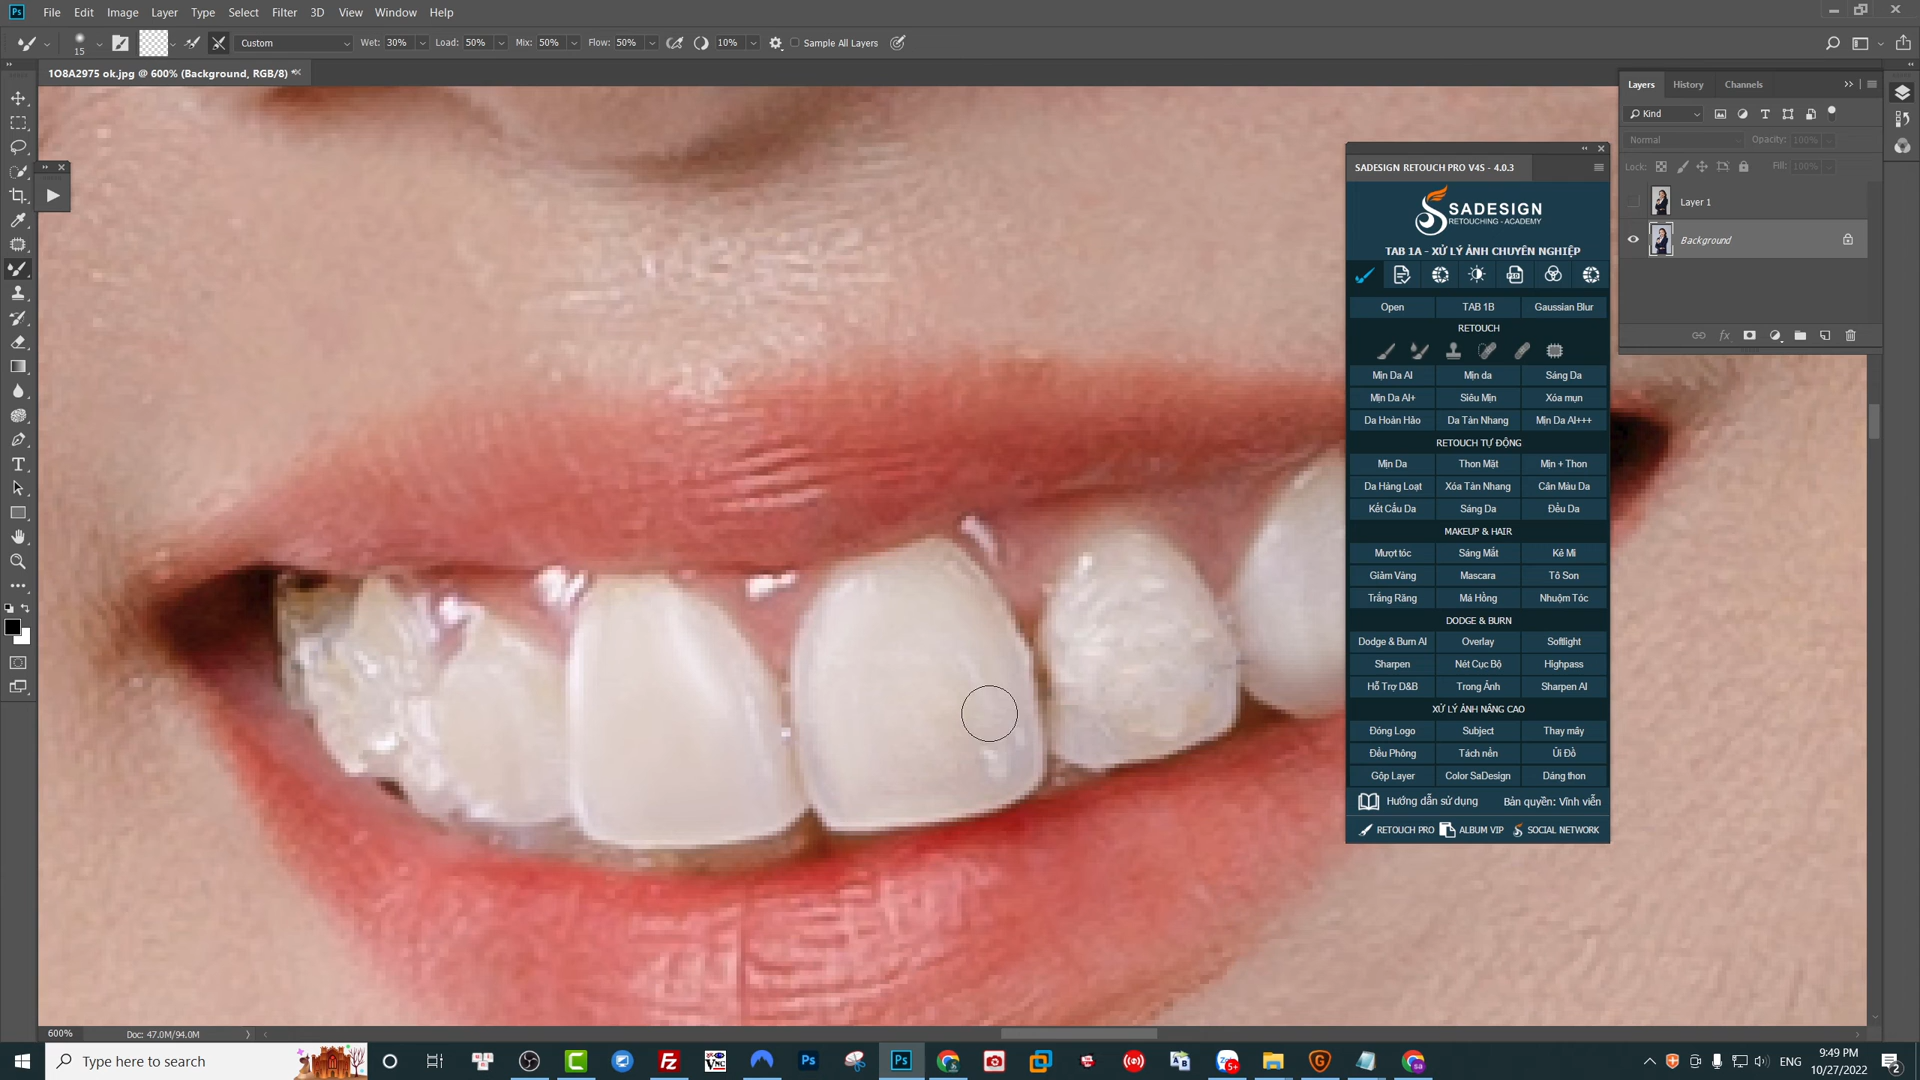 Ps File Edit Image Layer Type Select Filter 3D View Window Help
15 Custom Wet: 30% Load: 50% Mix: 50% Flow: 50% 10% Sample All Layers
1O8A2975 ok.jpg @ 600% (Background, RGB/8) *
Layers History Channels
Kind
Normal Opacity: 100%
Lock: Fill: 100%
Layer 1
Background
SADESIGN RETOUCH PRO V4S - 4.0.3
SADESIGN
RETOUCHING - ACADEMY
TAB 1A - XỬ LÝ ẢNH CHUYÊN NGHIỆP
Open TAB 1B Gaussian Blur
RETOUCH
Mịn Da AI Mịn da Sáng Da
Mịn Da AI+ Siêu Mịn Xóa mụn
Da Hoàn Hảo Da Tàn Nhang Mịn Da AI+++
RETOUCH TỰ ĐỘNG
Mịn Da Thon Mặt Mịn + Thon
Da Hàng Loạt Xóa Tàn Nhang Cân Màu Da
Kết Cấu Da Sáng Da Đều Da
MAKEUP & HAIR
Mượt tóc Sáng Mắt Kẻ Mi
Giảm Vàng Mascara Tô Son
Trắng Răng Má Hồng Nhuộm Tóc
DODGE & BURN
Dodge & Burn AI Overlay Softlight
Sharpen Nét Cục Bộ Highpass
Hỗ Trợ D&B Trong Ảnh Sharpen AI
XỬ LÝ ẢNH NÂNG CAO
Đóng Logo Subject Thay mây
Đều Phông Tách nền Ủi Đồ
Gộp Layer Color SaDesign Dáng thon
Hướng dẫn sử dụng Bản quyền: Vĩnh viễn
RETOUCH PRO ALBUM VIP SOCIAL NETWORK
600% Doc: 47.0M/94.0M
Type here to search
ENG
9:49 PM
10/27/2022